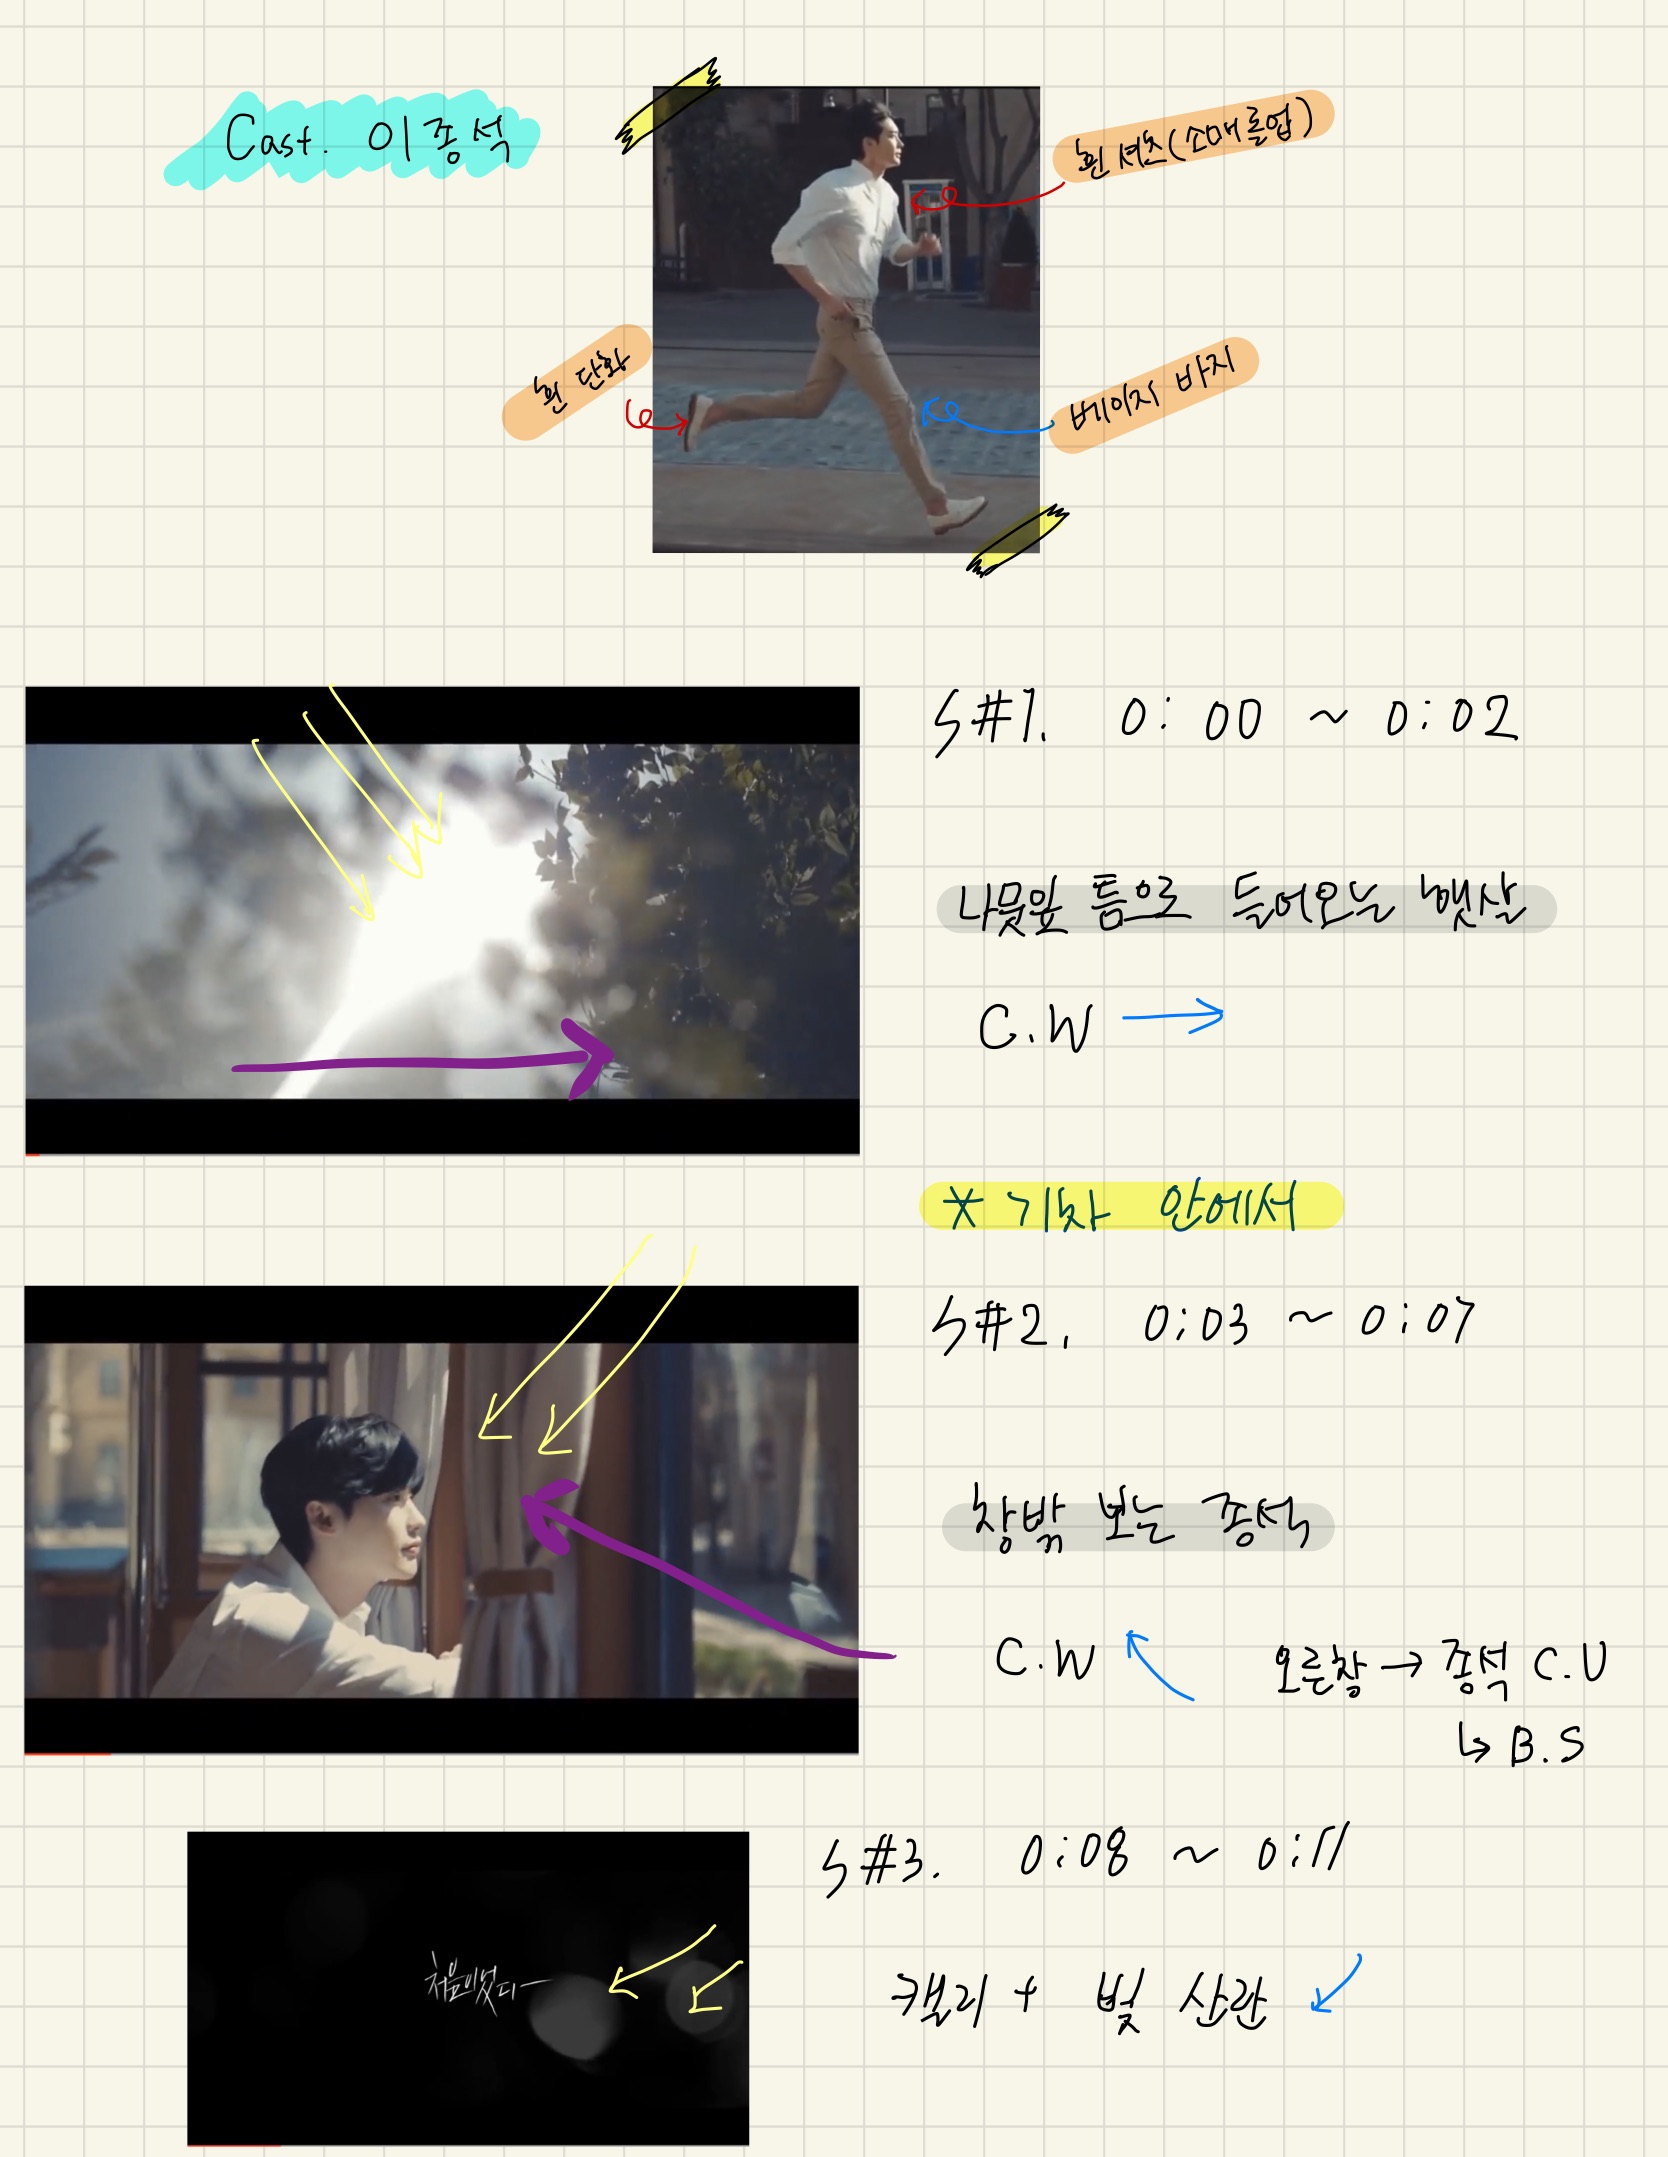 Cast. 이종석
흰 셔츠(소매롤업)
흰 단화
베이지 바지
S#1. 0:00 ~ 0:02
나뭇잎 틈으로 들어오는 햇살
C.W →
* 기차 안에서
S#2. 0:03 ~ 0:07
창밖 보는 종석
C.W
오른창 → 종석 C.U
↳ B.S
S#3. 0:08 ~ 0:11
처음이었다
캘리 + 빛 산란